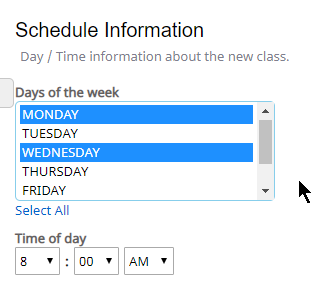 Schedule Information
Day / Time information about the new class.
Days of the week
MONDAY
TUESDAY
WEDNESDAY
THURSDAY
FRIDAY
Select All
Time of day
8 : 00 AM